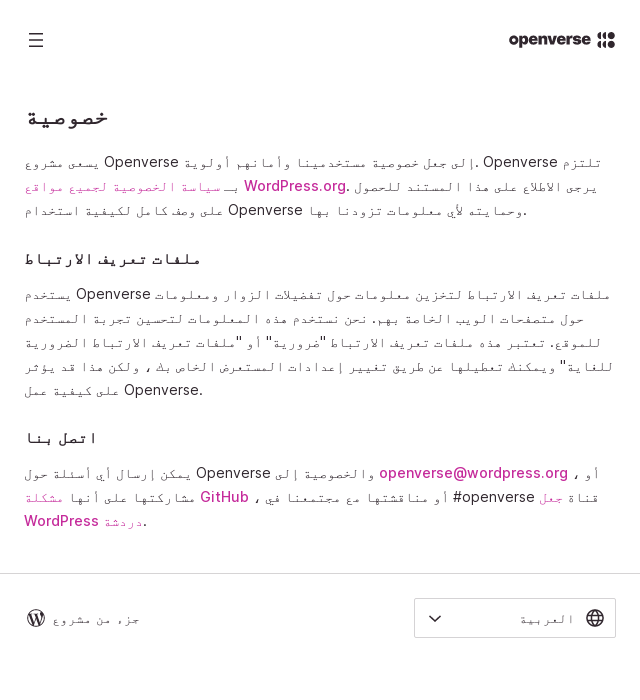 openverse
خصوصية
يسعى مشروع Openverse إلى جعل خصوصية مستخدمينا وأمانهم أولوية. Openverse تلتزم
بـ سياسة الخصوصية لجميع مواقع WordPress.org. يرجى الاطلاع على هذا المستند للحصول
على وصف كامل لكيفية استخدام Openverse وحمايته لأي معلومات تزودنا بها.
ملفات تعريف الارتباط
يستخدم Openverse ملفات تعريف الارتباط لتخزين معلومات حول تفضيلات الزوار ومعلومات
حول متصفحات الويب الخاصة بهم. نحن نستخدم هذه المعلومات لتحسين تجربة المستخدم
للموقع. تعتبر هذه ملفات تعريف الارتباط "ضرورية" أو "ملفات تعريف الارتباط الضرورية
للغاية" ويمكنك تعطيلها عن طريق تغيير إعدادات المستعرض الخاص بك ، ولكن هذا قد يؤثر
على كيفية عمل Openverse.
اتصل بنا
يمكن إرسال أي أسئلة حول Openverse والخصوصية إلى openverse@wordpress.org ، أو
مشاركتها على أنها مشكلة GitHub ، أو مناقشتها مع مجتمعنا في #openverse قناة جعل
WordPress دردشة.
جزء من مشروع
العربية